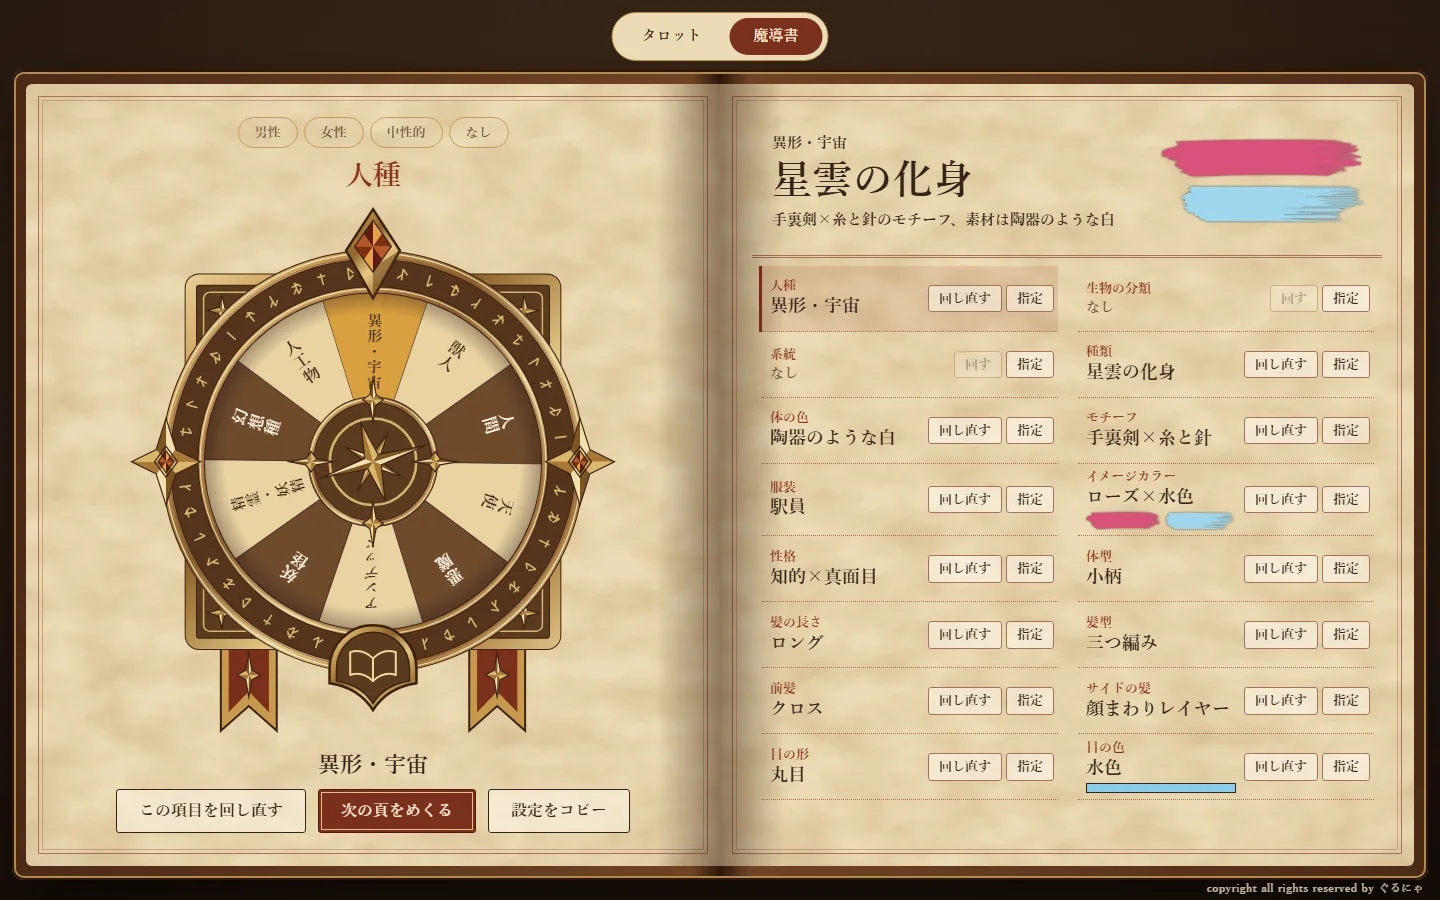 タロット 魔導書
男性 女性 中性的 なし
人種
異形・宇宙
獣人
人間
天使
悪魔
アンデッド
妖怪
精霊・妖精
幻想種
人工物
異形・宇宙
この項目を回し直す 次の頁をめくる 設定をコピー
異形・宇宙
星雲の化身
手裏剣×糸と針のモチーフ、素材は陶器のような白
人種
異形・宇宙 回し直す 指定
生物の分類
なし 回す 指定
系統
なし 回す 指定
種類
星雲の化身 回し直す 指定
体の色
陶器のような白 回し直す 指定
モチーフ
手裏剣×糸と針 回し直す 指定
服装
駅員 回し直す 指定
イメージカラー
ローズ×水色 回し直す 指定
性格
知的×真面目 回し直す 指定
体型
小柄 回し直す 指定
髪の長さ
ロング 回し直す 指定
髪型
三つ編み 回し直す 指定
前髪
クロス 回し直す 指定
サイドの髪
顔まわりレイヤー 回し直す 指定
目の形
丸目 回し直す 指定
目の色
水色 回し直す 指定
copyright all rights reserved by ぐるにゃ